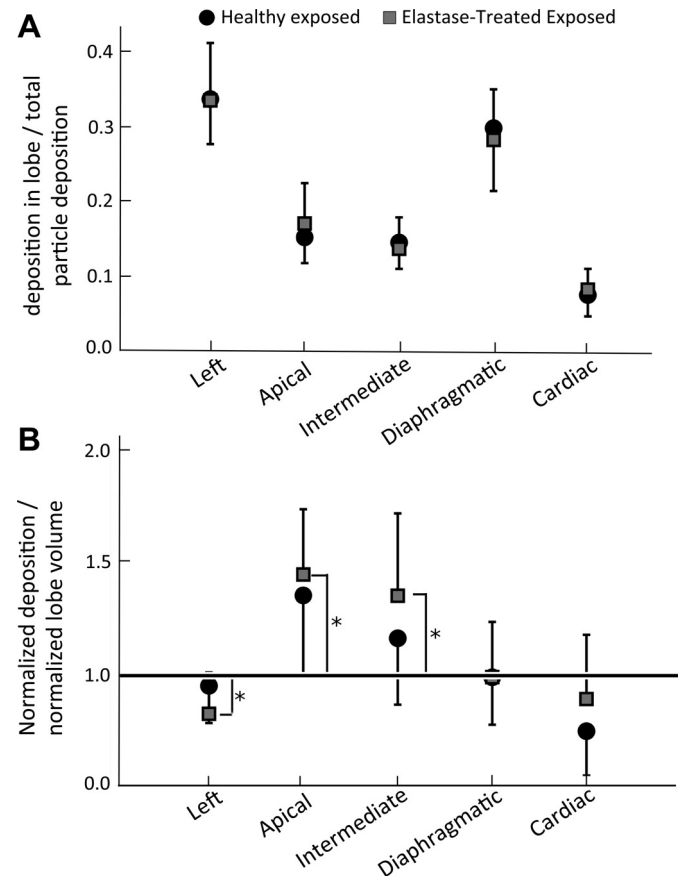 A
Healthy exposed
Elastase-Treated Exposed
deposition in lobe / total
particle deposition
0.4
0.3
0.2
0.1
0.0
Left
Apical
Intermediate
Diaphragmatic
Cardiac
B
Normalized deposition /
normalized lobe volume
2.0
1.5
1.0
0.0
*
*
*
Left
Apical
Intermediate
Diaphragmatic
Cardiac